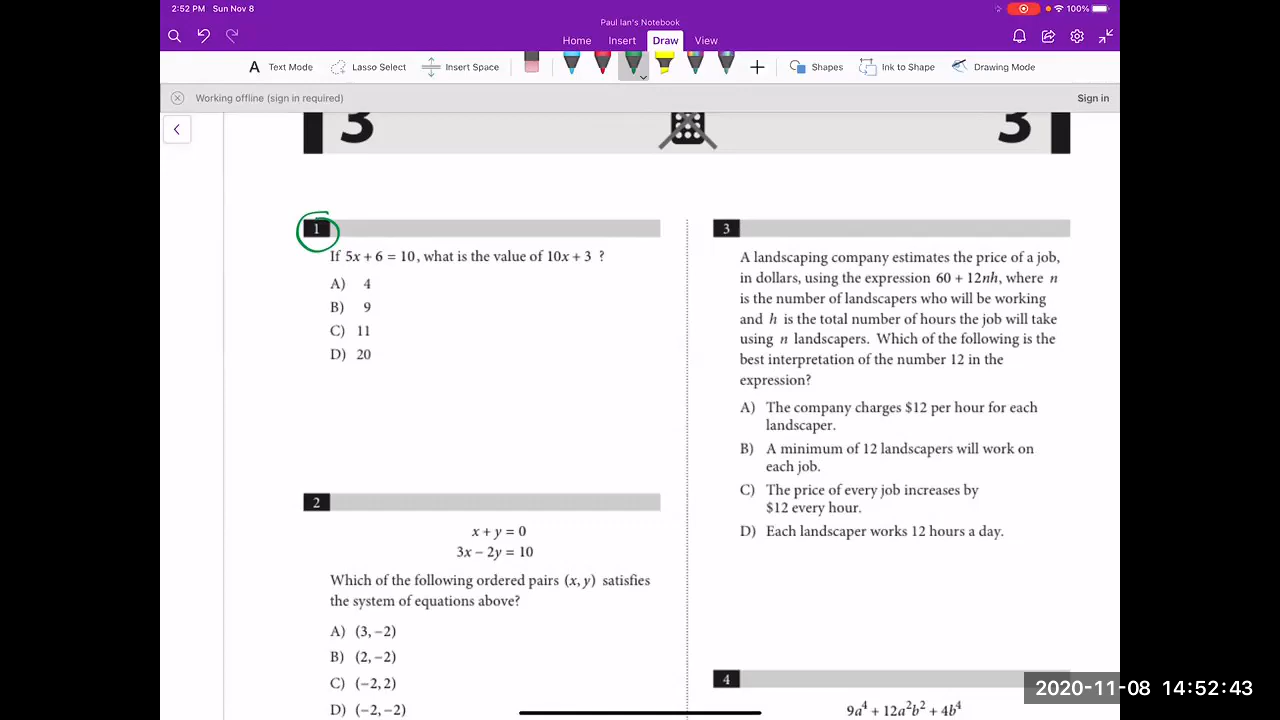 2:52 PM Sun Nov 8
100%
Paul Ian's Notebook
Home Insert Draw View
Text Mode Lasso Select Insert Space + Shapes Ink to Shape Drawing Mode
Working offline (sign in required) Sign in
3 3
1
If 5x + 6 = 10, what is the value of 10x + 3 ?
A) 4
B) 9
C) 11
D) 20
2
x + y = 0
3x − 2y = 10
Which of the following ordered pairs (x, y) satisfies
the system of equations above?
A) (3, −2)
B) (2, −2)
C) (−2, 2)
D) (−2, −2)
3
A landscaping company estimates the price of a job,
in dollars, using the expression 60 + 12nh, where n
is the number of landscapers who will be working
and h is the total number of hours the job will take
using n landscapers. Which of the following is the
best interpretation of the number 12 in the
expression?
A) The company charges $12 per hour for each
landscaper.
B) A minimum of 12 landscapers will work on
each job.
C) The price of every job increases by
$12 every hour.
D) Each landscaper works 12 hours a day.
4
9a⁴ + 12a²b² + 4b⁴
2020-11-08 14:52:43